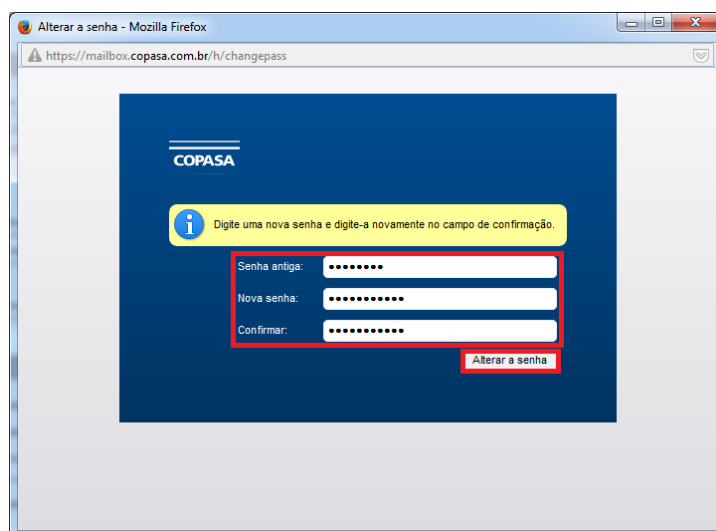 Alterar a senha - Mozilla Firefox
https://mailbox.copasa.com.br/h/changepass
COPASA
Digite uma nova senha e digite-a novamente no campo de confirmação.
Senha antiga: ••••••••
Nova senha: •••••••••••
Confirmar: •••••••••••
Alterar a senha